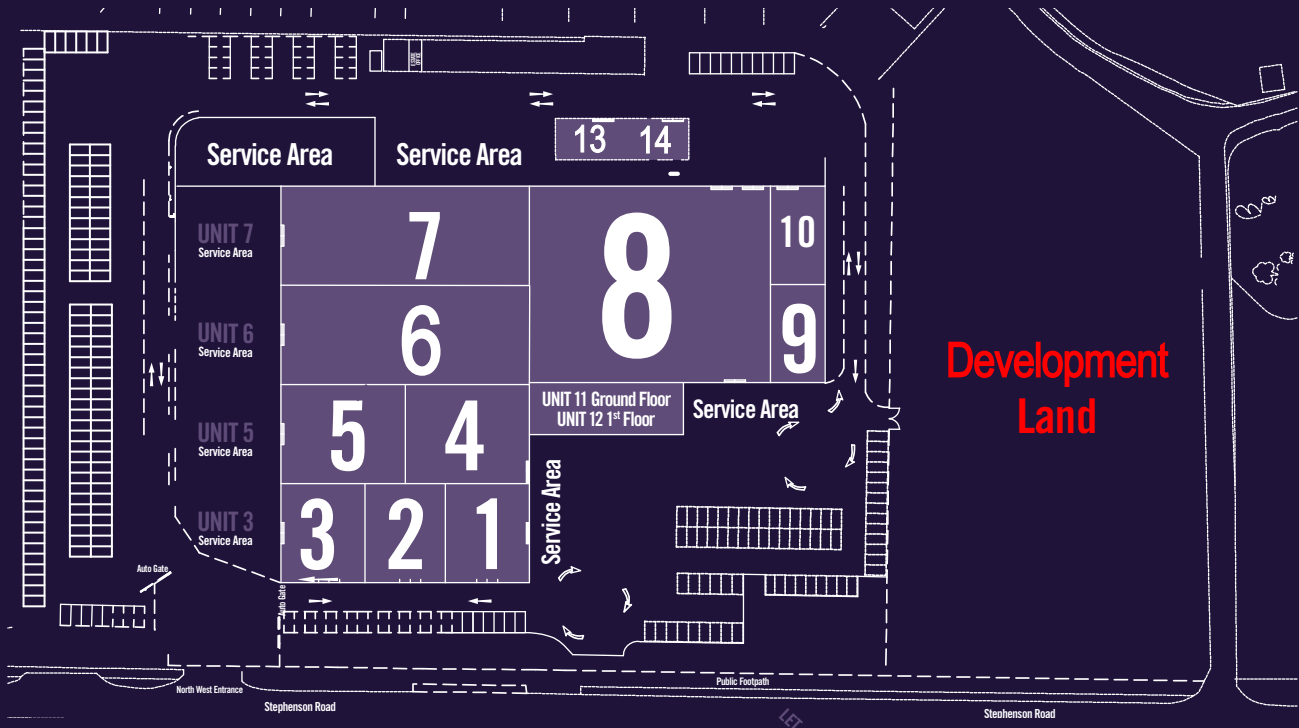 ESTATE
OFFICE
13
14
Service Area
Service Area
7
8
10
UNIT 7
Service Area
6
9
UNIT 6
Service Area
Development
Land
UNIT 11 Ground Floor
UNIT 12 1st Floor
Service Area
5
4
UNIT 5
Service Area
Service Area
3
2
1
UNIT 3
Service Area
Auto Gate
Auto Gate
Public Footpath
North West Entrance
Stephenson Road
Stephenson Road
LET